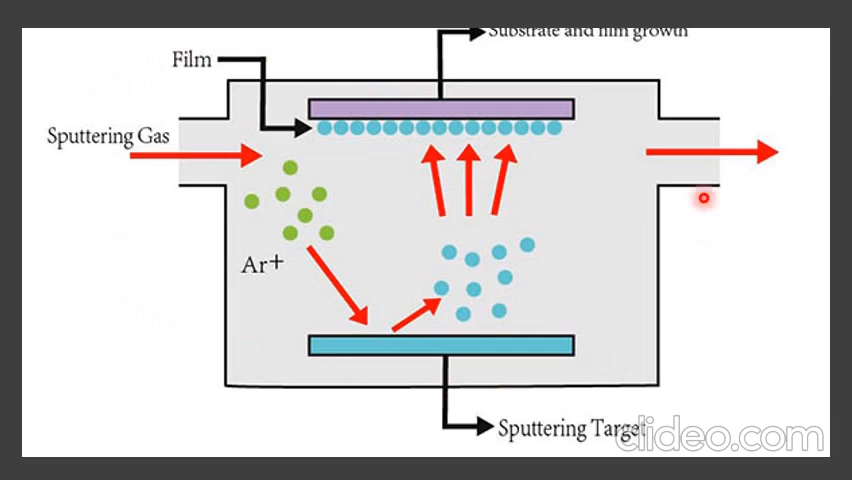 Substrate and film growth
Film
Sputtering Gas
Ar+
Sputtering Target
clideo.com